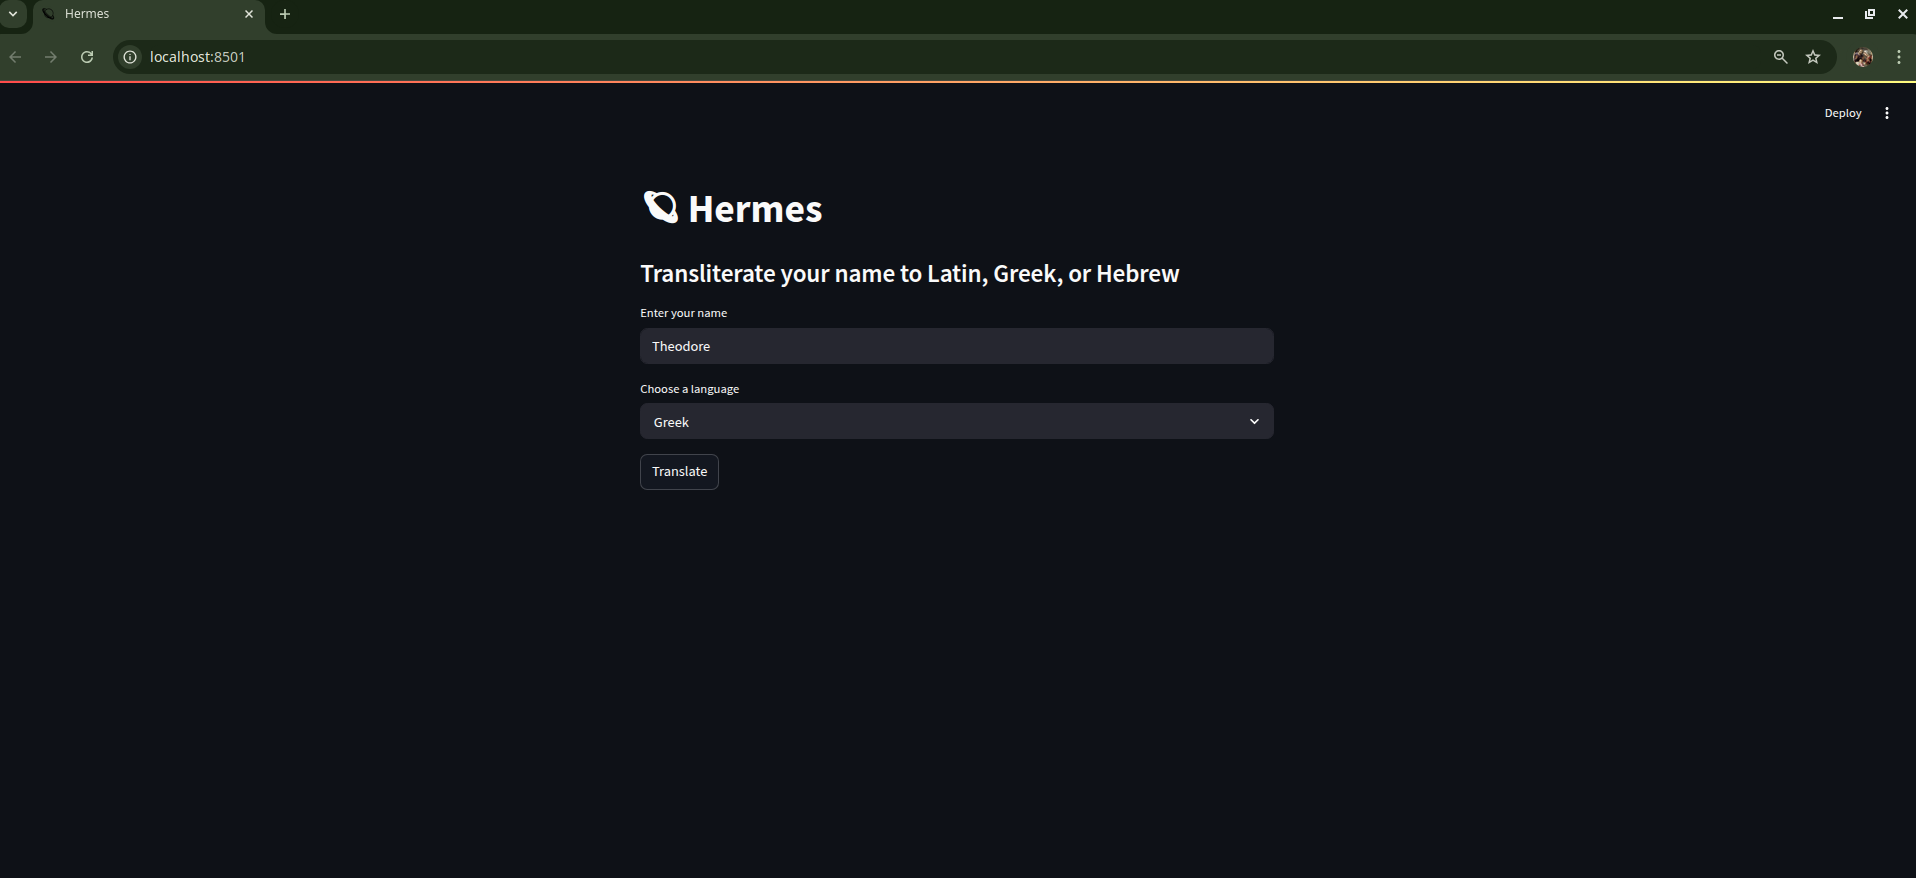 Hermes
localhost:8501
Deploy
Hermes
Transliterate your name to Latin, Greek, or Hebrew
Enter your name
Theodore
Choose a language
Greek
Translate